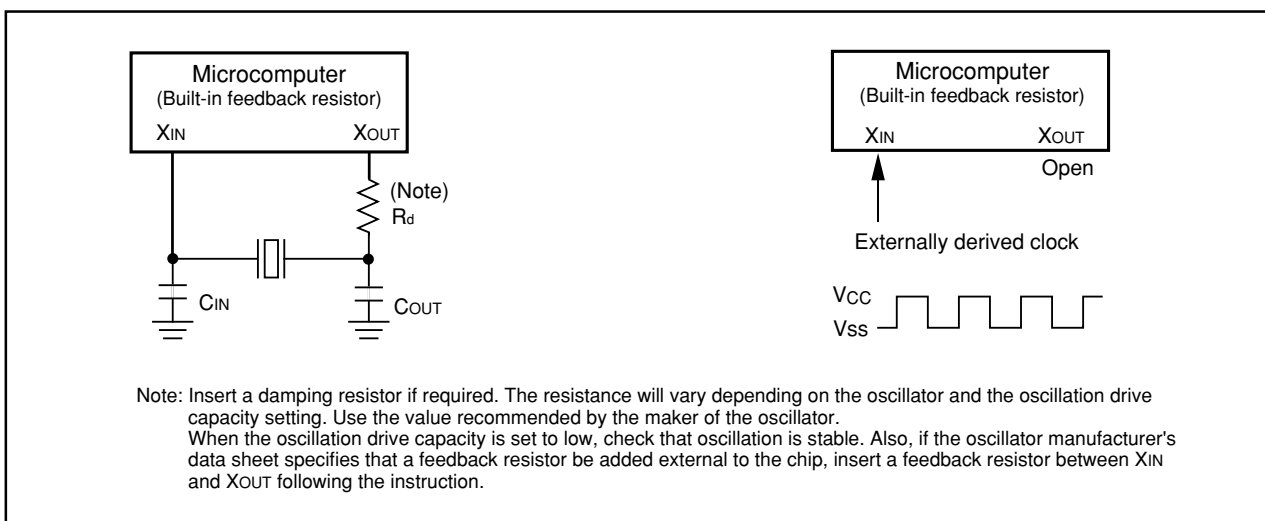 Microcomputer
(Built-in feedback resistor)
XIN
XOUT
(Note)
Rd
CIN
COUT
Microcomputer
(Built-in feedback resistor)
XIN
XOUT
Open
Externally derived clock
VCC
VSS
Note: Insert a damping resistor if required. The resistance will vary depending on the oscillator and the oscillation drive
capacity setting. Use the value recommended by the maker of the oscillator.
When the oscillation drive capacity is set to low, check that oscillation is stable. Also, if the oscillator manufacturer's
data sheet specifies that a feedback resistor be added external to the chip, insert a feedback resistor between XIN
and XOUT following the instruction.